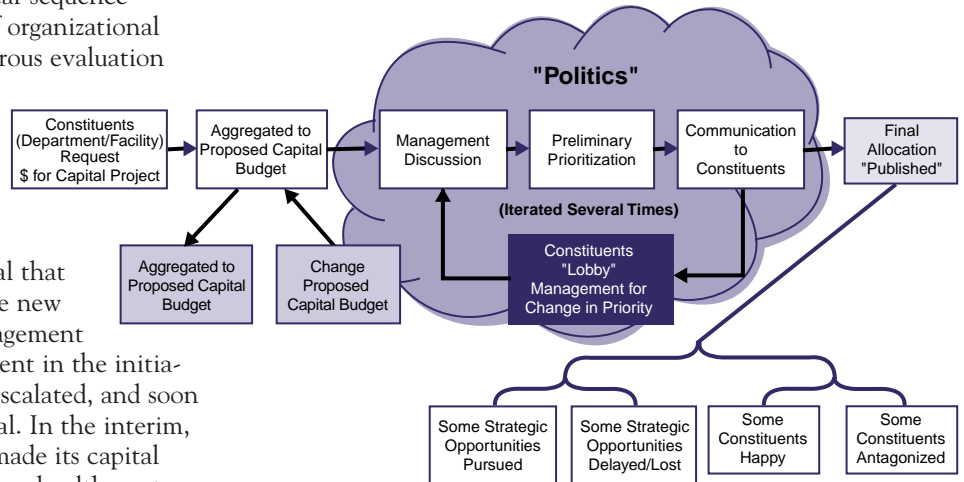 ar sequence
f organizational
rous evaluation
al that
e new
agement
ent in the initia-
scalated, and soon
al. In the interim,
made its capital
"Politics"
Constituents
(Department/Facility)
Request
$ for Capital Project
Aggregated to
Proposed Capital
Budget
Management
Discussion
Preliminary
Prioritization
Communication
to
Constituents
Final
Allocation
"Published"
(Iterated Several Times)
Aggregated to
Proposed Capital
Budget
Change
Proposed
Capital Budget
Constituents
"Lobby"
Management for
Change in Priority
Some Strategic
Opportunities
Pursued
Some Strategic
Opportunities
Delayed/Lost
Some
Constituents
Happy
Some
Constituents
Antagonized